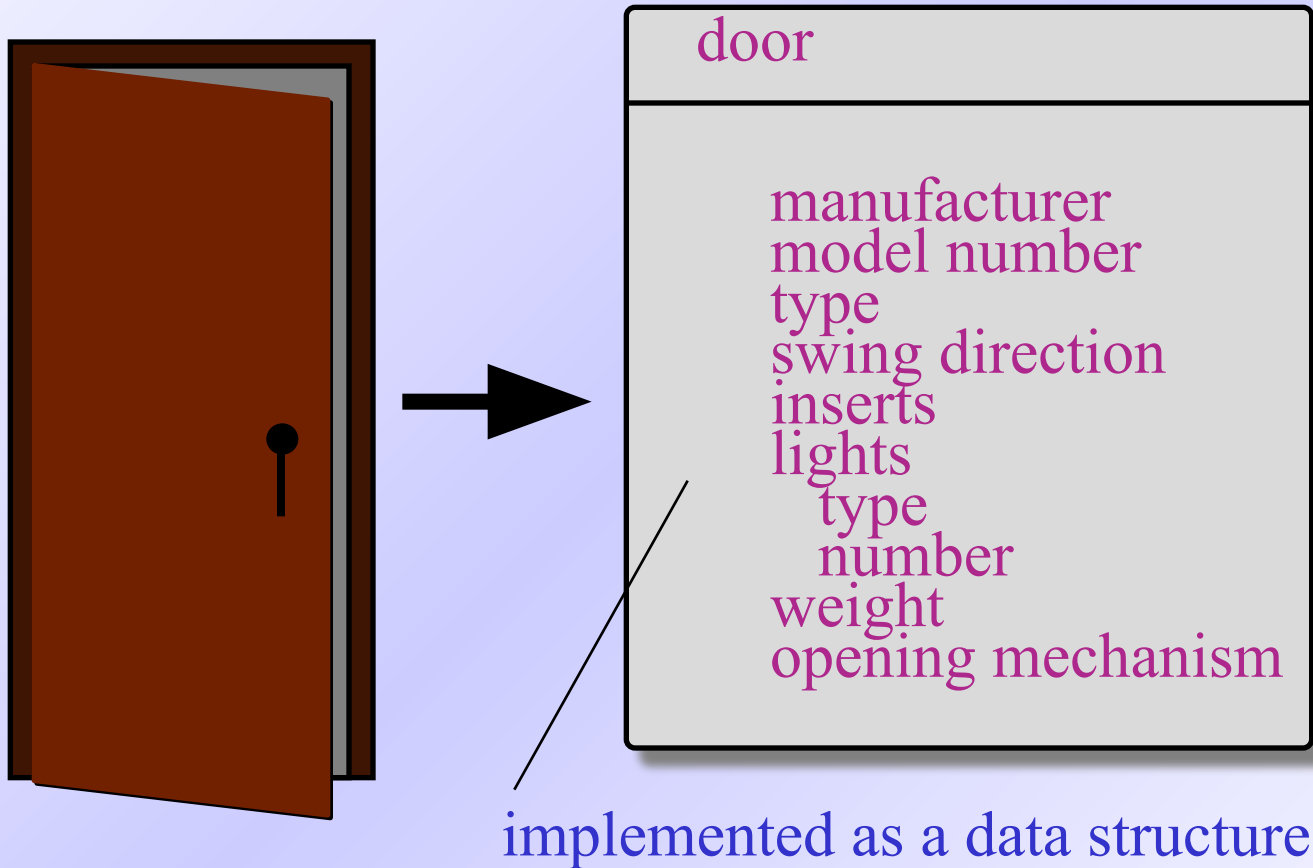 door
manufacturer
model number
type
swing direction
inserts
lights
type
number
weight
opening mechanism
implemented as a data structure